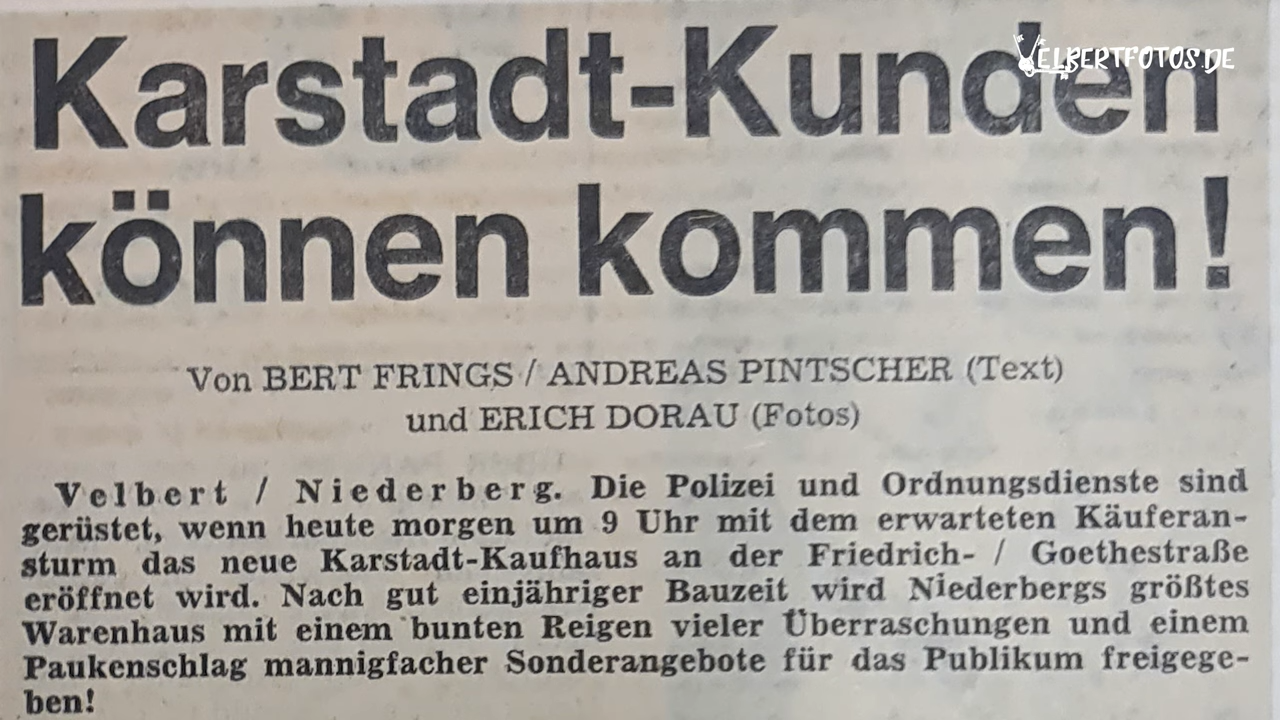 Karstadt-Kunden
VELBERTFOTOS.DE
können kommen!
Von BERT FRINGS / ANDREAS PINTSCHER (Text)
und ERICH DORAU (Fotos)
Velbert / Niederberg. Die Polizei und Ordnungsdienste sind
gerüstet, wenn heute morgen um 9 Uhr mit dem erwarteten Käuferan-
sturm das neue Karstadt-Kaufhaus an der Friedrich- / Goethestraße
eröffnet wird. Nach gut einjähriger Bauzeit wird Niederbergs größtes
Warenhaus mit einem bunten Reigen vieler Überraschungen und einem
Paukenschlag mannigfacher Sonderangebote für das Publikum freigege-
ben!